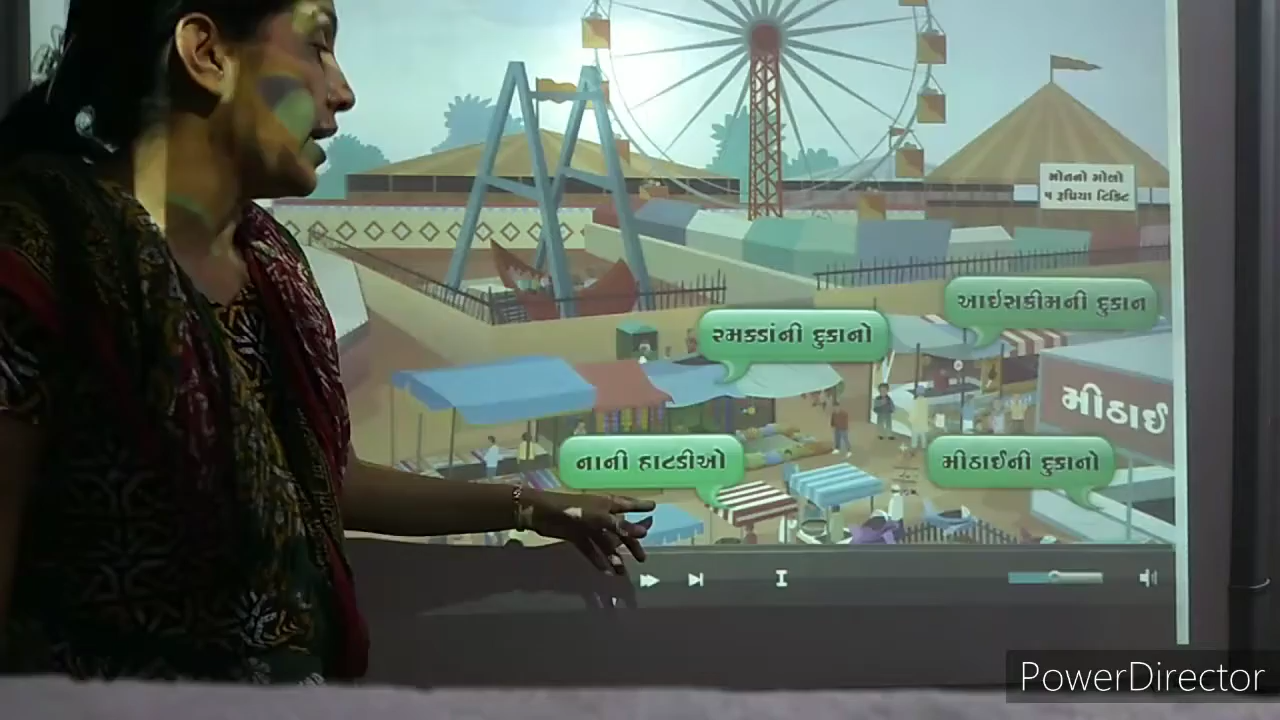 મોતનો ગોલો
૫ રૂપિયા ટિકિટ
આઇસક્રીમની દુકાન
રમકડાંની દુકાનો
મીઠાઈ
નાની હાટડીઓ
મીઠાઈની દુકાનો
PowerDirector